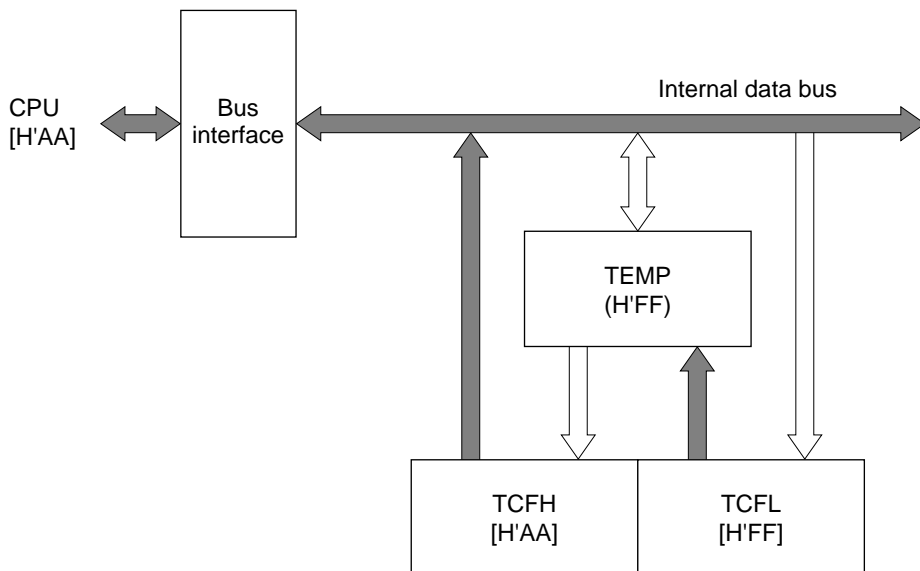 CPU
[H'AA]
Bus
interface
Internal data bus
TEMP
(H'FF)
TCFH
[H'AA]
TCFL
[H'FF]